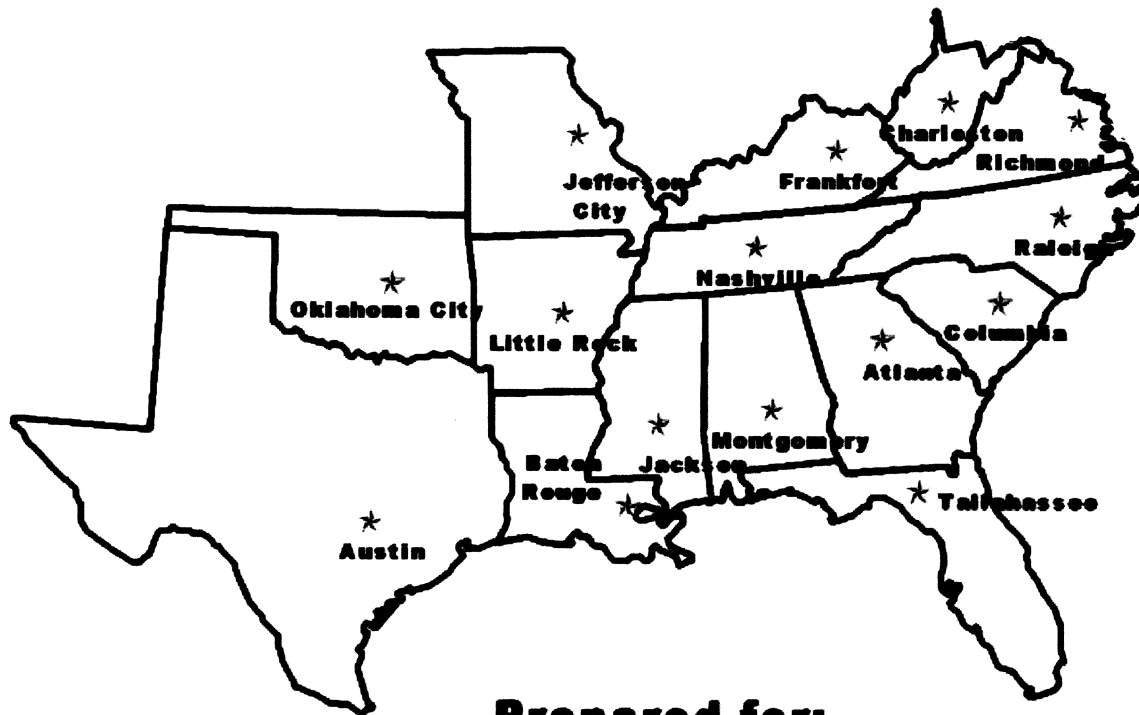 Charleston
Richmond
Jefferson
City
Frankfort
Raleigh
Nashville
Oklahoma City
Little Rock
Columbia
Atlanta
Montgomery
Baton
Rouge
Jackson
Tallahassee
Austin
Prepared for: